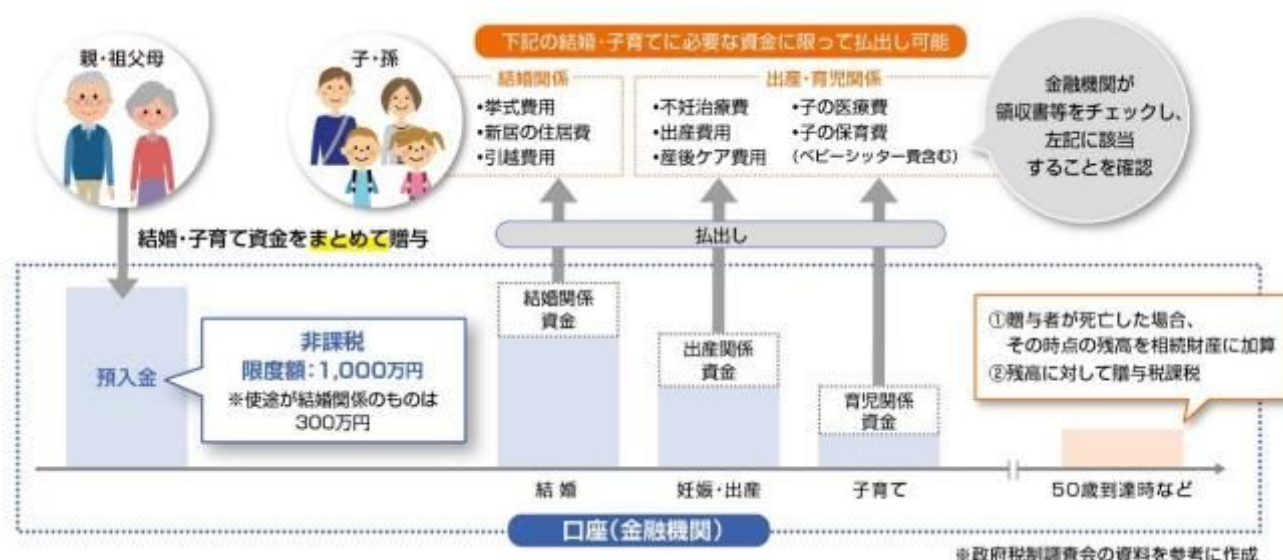 親・祖父母
子・孫
下記の結婚・子育てに必要な資金に限って払出し可能
結婚関係
•挙式費用
•新居の住居費
•引越費用
出産・育児関係
•不妊治療費
•出産費用
•産後ケア費用
•子の医療費
•子の保育費
(ベビーシッター費含む)
金融機関が
領収書等をチェックし、
左記に該当
することを確認
結婚・子育て資金をまとめて贈与
払出し
預入金
非課税
限度額:1,000万円
※使途が結婚関係のものは
300万円
結婚関係
資金
出産関係
資金
育児関係
資金
①贈与者が死亡した場合、
その時点の残高を相続財産に加算
②残高に対して贈与税課税
結婚
妊娠・出産
子育て
50歳到達時など
口座(金融機関)
※政府税制調査会の資料を参考に作成